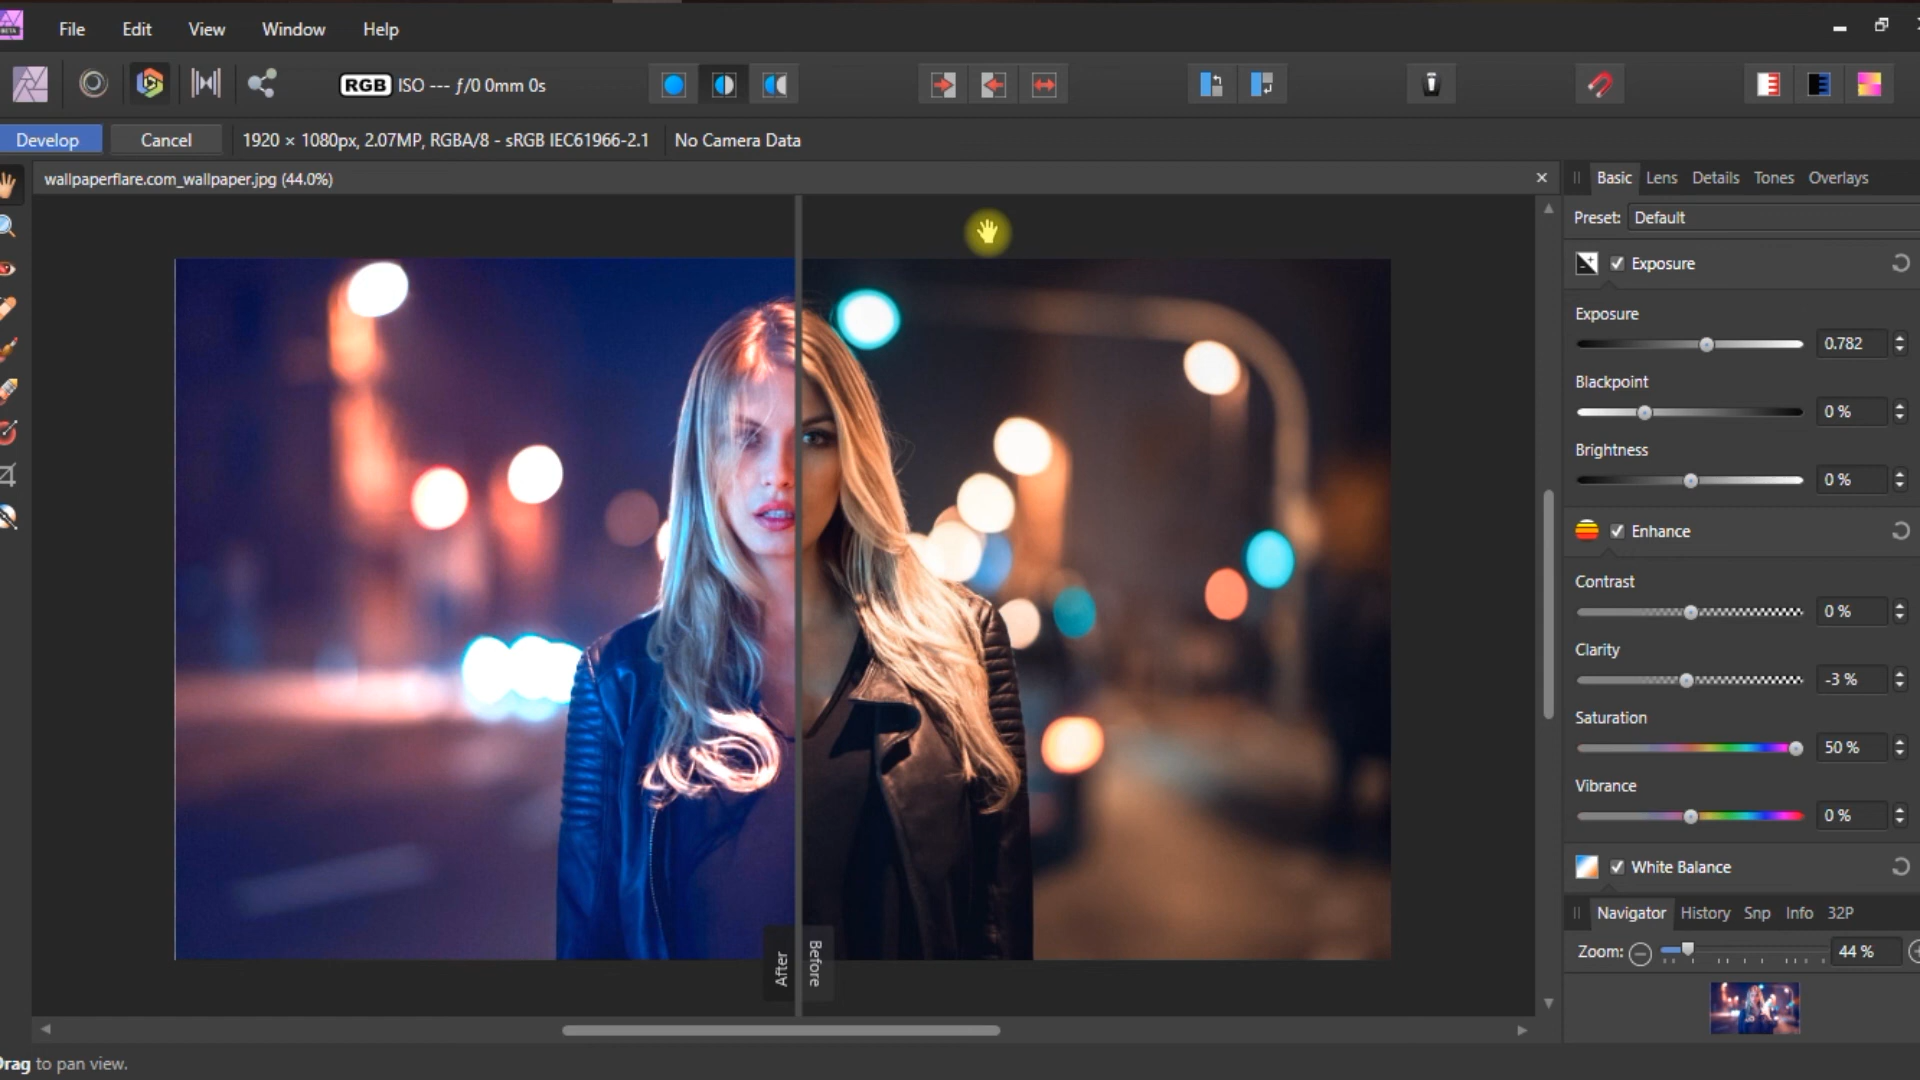 BETA
File Edit View Window Help
RGB ISO --- ƒ/0 0mm 0s
Develop Cancel 1920 × 1080px, 2.07MP, RGBA/8 - sRGB IEC61966-2.1 No Camera Data
wallpaperflare.com_wallpaper.jpg (44.0%)
Basic Lens Details Tones Overlays
Preset: Default
Exposure
Exposure
0.782
Blackpoint
0 %
Brightness
0 %
Enhance
Contrast
0 %
Clarity
-3 %
Saturation
50 %
Vibrance
0 %
White Balance
Navigator History Snp Info 32P
Zoom: 44 %
After
Before
Drag to pan view.